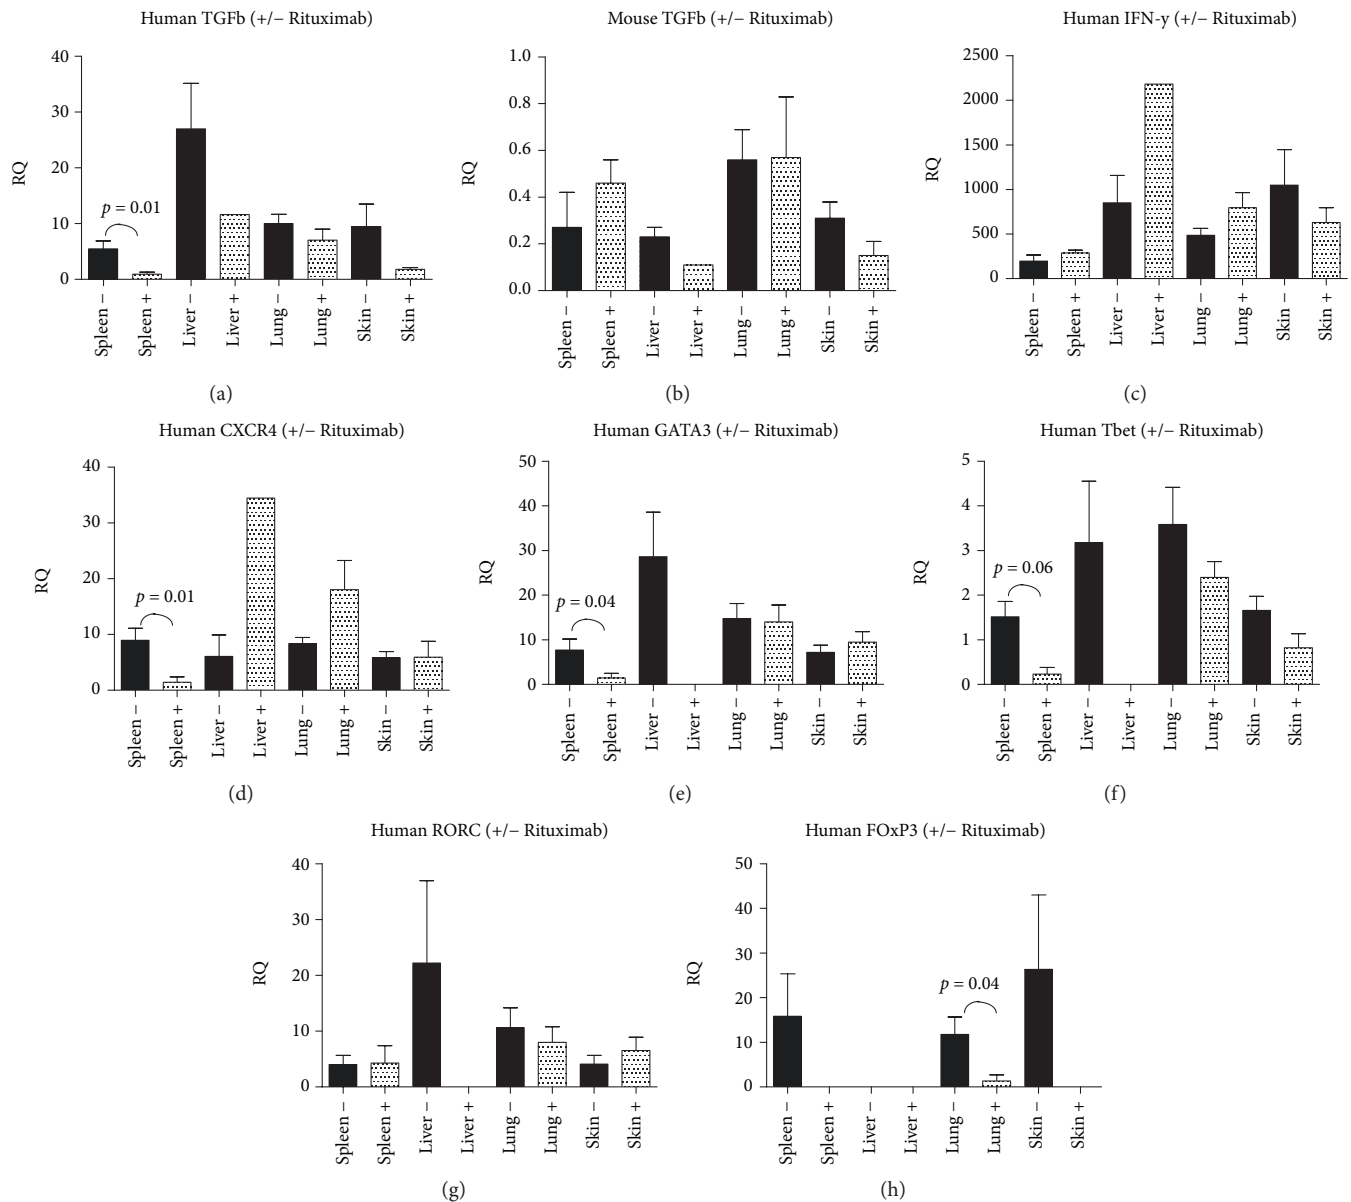 Human TGFb (+/− Rituximab)
40
30
20
10
0
RQ
p = 0.01
Spleen −
Spleen +
Liver −
Liver +
Lung −
Lung +
Skin −
Skin +
(a)
Mouse TGFb (+/− Rituximab)
1.0
0.8
0.6
0.4
0.2
0.0
RQ
Spleen −
Spleen +
Liver −
Liver +
Lung −
Lung +
Skin −
Skin +
(b)
Human IFN-y (+/− Rituximab)
2500
2000
1500
1000
500
0
RQ
Spleen −
Spleen +
Liver −
Liver +
Lung −
Lung +
Skin −
Skin +
(c)
Human CXCR4 (+/− Rituximab)
40
30
20
10
0
RQ
p = 0.01
Spleen −
Spleen +
Liver −
Liver +
Lung −
Lung +
Skin −
Skin +
(d)
Human GATA3 (+/− Rituximab)
50
40
30
20
10
0
RQ
p = 0.04
Spleen −
Spleen +
Liver −
Liver +
Lung −
Lung +
Skin −
Skin +
(e)
Human Tbet (+/− Rituximab)
5
4
3
2
1
0
RQ
p = 0.06
Spleen −
Spleen +
Liver −
Liver +
Lung −
Lung +
Skin −
Skin +
(f)
Human RORC (+/− Rituximab)
40
30
20
10
0
RQ
Spleen −
Spleen +
Liver −
Liver +
Lung −
Lung +
Skin −
Skin +
(g)
Human FOxP3 (+/− Rituximab)
50
40
30
20
10
0
RQ
p = 0.04
Spleen −
Spleen +
Liver −
Liver +
Lung −
Lung +
Skin −
Skin +
(h)